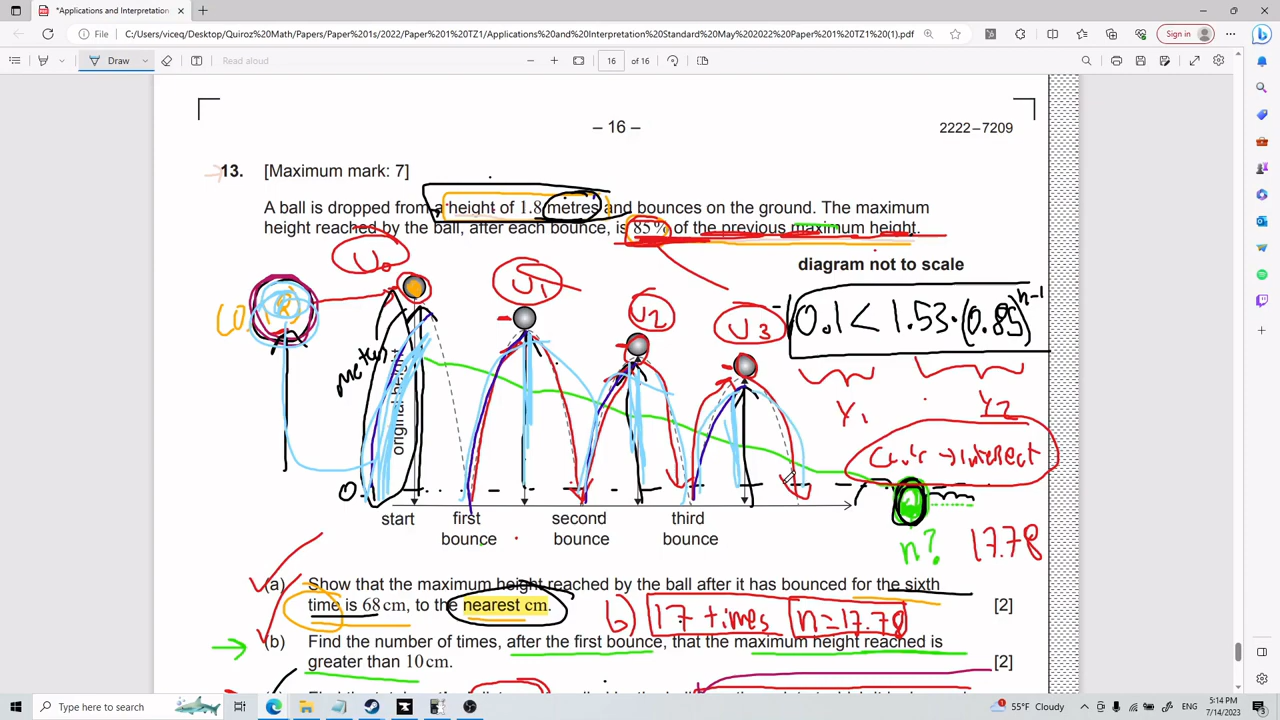 *Applications and Interpretation
File
C:/Users/viceq/Desktop/Quiroz%20Math/Papers/Paper%201s/2022/Paper%201%20TZ1/Applications%20and%20Interpretation%20Standard%20May%202022%20Paper%201%20TZ1%20(1).pdf
Sign in
Draw
Read aloud
16
of 16
– 16 –
2222–7209
13.
[Maximum mark: 7]
A ball is dropped from a height of 1.8 metres and bounces on the ground. The maximum
height reached by the ball, after each bounce, is 85% of the previous maximum height.
diagram not to scale
U₀
U₁
U₂
U₃
0.1 < 1.53·(0.85)ⁿ⁻¹
Y₁
Y₂
original height
0
start
first
bounce
second
bounce
third
bounce
n?
17.78
(a)
Show that the maximum height reached by the ball after it has bounced for the sixth
time is 68 cm, to the nearest cm.
[2]
b)
17 times
n=17.78
(b)
Find the number of times, after the first bounce, that the maximum height reached is
greater than 10 cm.
[2]
Type here to search
55°F Cloudy
5:14 PM
7/14/2023